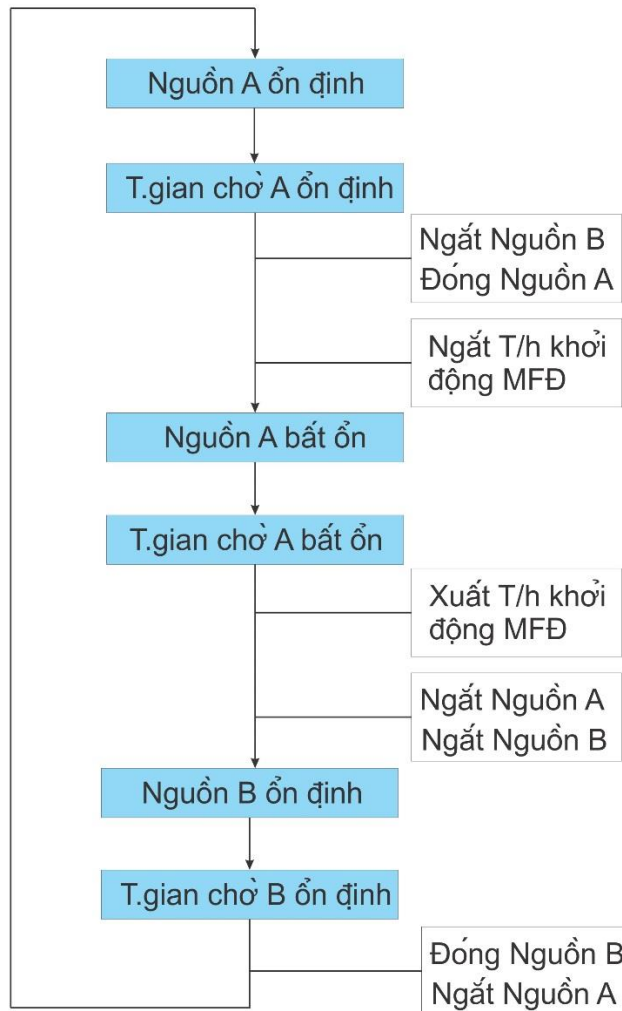 Nguồn A ổn định
T.gian chờ A ổn định
Ngắt Nguồn B
Đóng Nguồn A
Ngắt T/h khởi
động MFĐ
Nguồn A bất ổn
T.gian chờ A bất ổn
Xuất T/h khởi
động MFĐ
Ngắt Nguồn A
Ngắt Nguồn B
Nguồn B ổn định
T.gian chờ B ổn định
Đóng Nguồn B
Ngắt Nguồn A